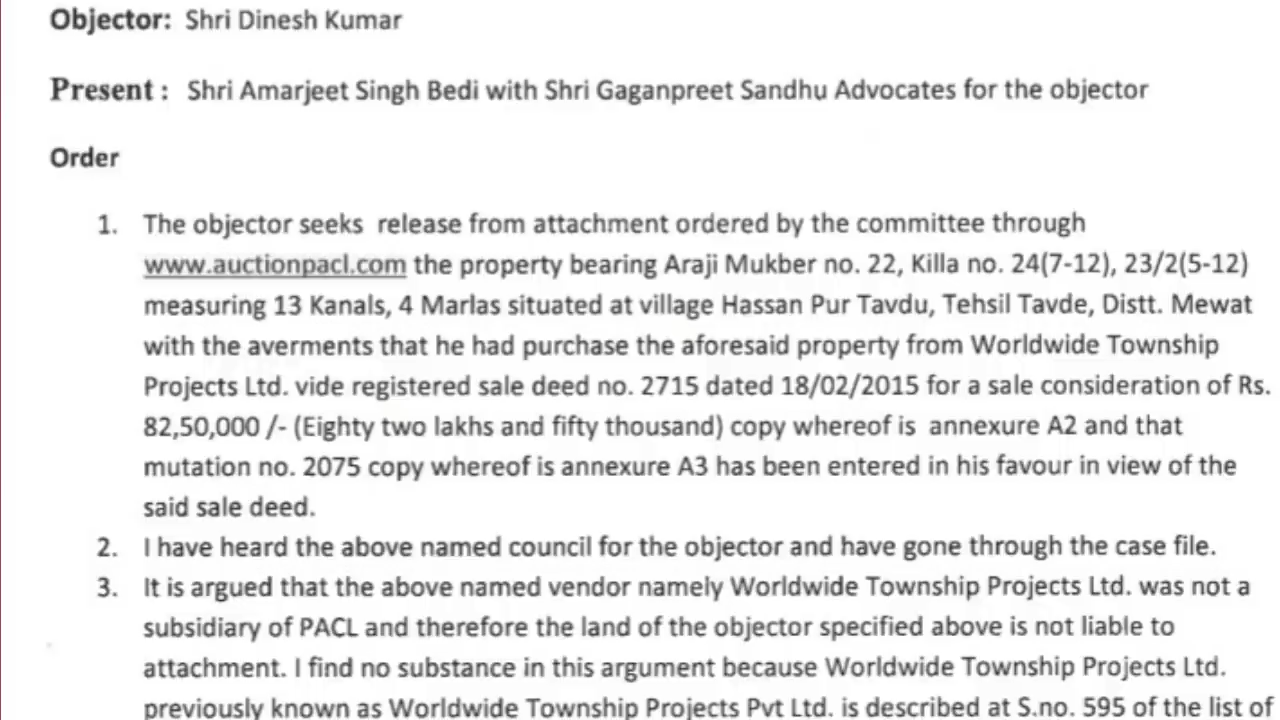 Objector: Shri Dinesh Kumar
Present : Shri Amarjeet Singh Bedi with Shri Gaganpreet Sandhu Advocates for the objector
Order
1. The objector seeks release from attachment ordered by the committee through
www.auctionpacl.com the property bearing Araji Mukber no. 22, Killa no. 24(7-12), 23/2(5-12)
measuring 13 Kanals, 4 Marlas situated at village Hassan Pur Tavdu, Tehsil Tavde, Distt. Mewat
with the averments that he had purchase the aforesaid property from Worldwide Township
Projects Ltd. vide registered sale deed no. 2715 dated 18/02/2015 for a sale consideration of Rs.
82,50,000 /- (Eighty two lakhs and fifty thousand) copy whereof is annexure A2 and that
mutation no. 2075 copy whereof is annexure A3 has been entered in his favour in view of the
said sale deed.
2. I have heard the above named council for the objector and have gone through the case file.
3. It is argued that the above named vendor namely Worldwide Township Projects Ltd. was not a
subsidiary of PACL and therefore the land of the objector specified above is not liable to
attachment. I find no substance in this argument because Worldwide Township Projects Ltd.
previously known as Worldwide Township Projects Pvt Ltd. is described at S.no. 595 of the list of